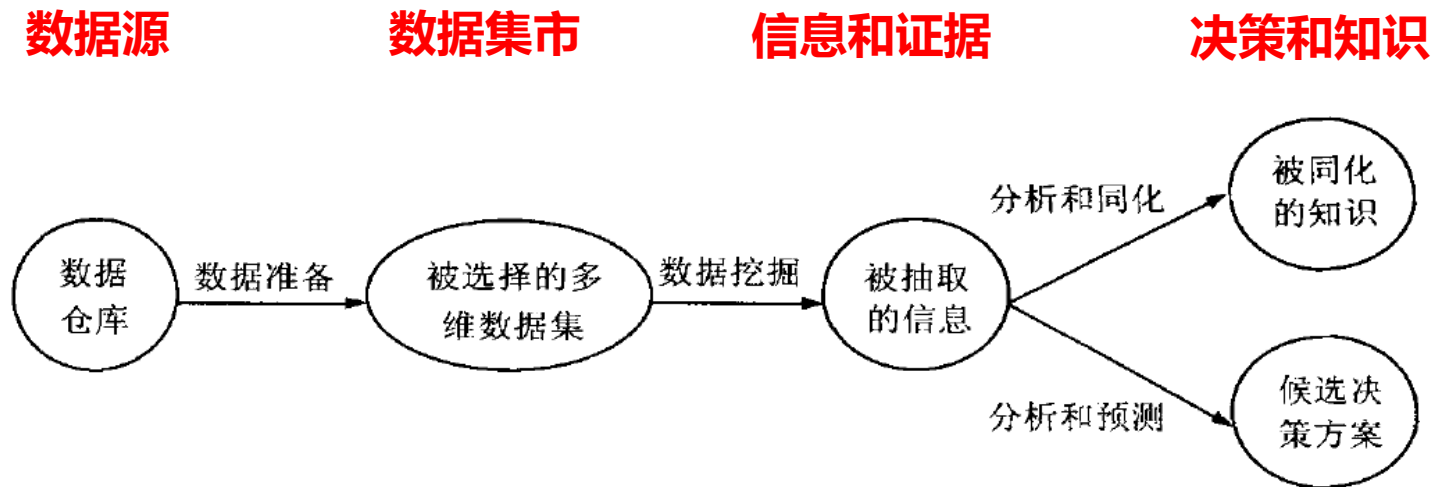 数据源
数据集市
信息和证据
决策和知识
数据
仓库
数据准备
被选择的多
维数据集
数据挖掘
被抽取
的信息
分析和同化
被同化
的知识
分析和预测
候选决
策方案